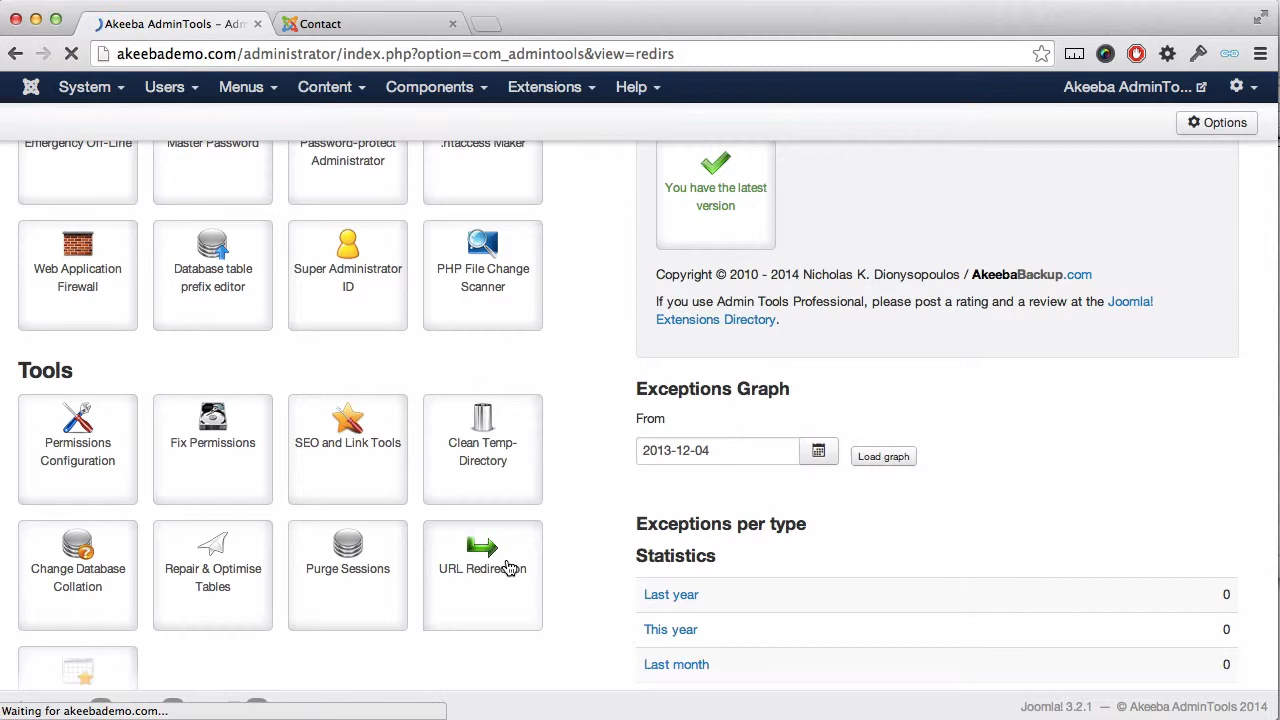 Akeeba AdminTools – Adm
Contact
akeebademo.com/administrator/index.php?option=com_admintools&view=redirs
System Users Menus Content Components Extensions Help Akeeba AdminTo...
Options
Emergency Off-Line
Master Password
Password-protect
Administrator
.htaccess Maker
You have the latest
version
Web Application
Firewall
Database table
prefix editor
Super Administrator
ID
PHP File Change
Scanner
Copyright © 2010 - 2014 Nicholas K. Dionysopoulos / AkeebaBackup.com
If you use Admin Tools Professional, please post a rating and a review at the Joomla!
Extensions Directory.
Tools
Permissions
Configuration
Fix Permissions
SEO and Link Tools
Clean Temp-
Directory
Change Database
Collation
Repair & Optimise
Tables
Purge Sessions
URL Redirection
Exceptions Graph
From
2013-12-04
Load graph
Exceptions per type
Statistics
Last year 0
This year 0
Last month 0
Waiting for akeebademo.com...
Joomla! 3.2.1 — © Akeeba AdminTools 2014